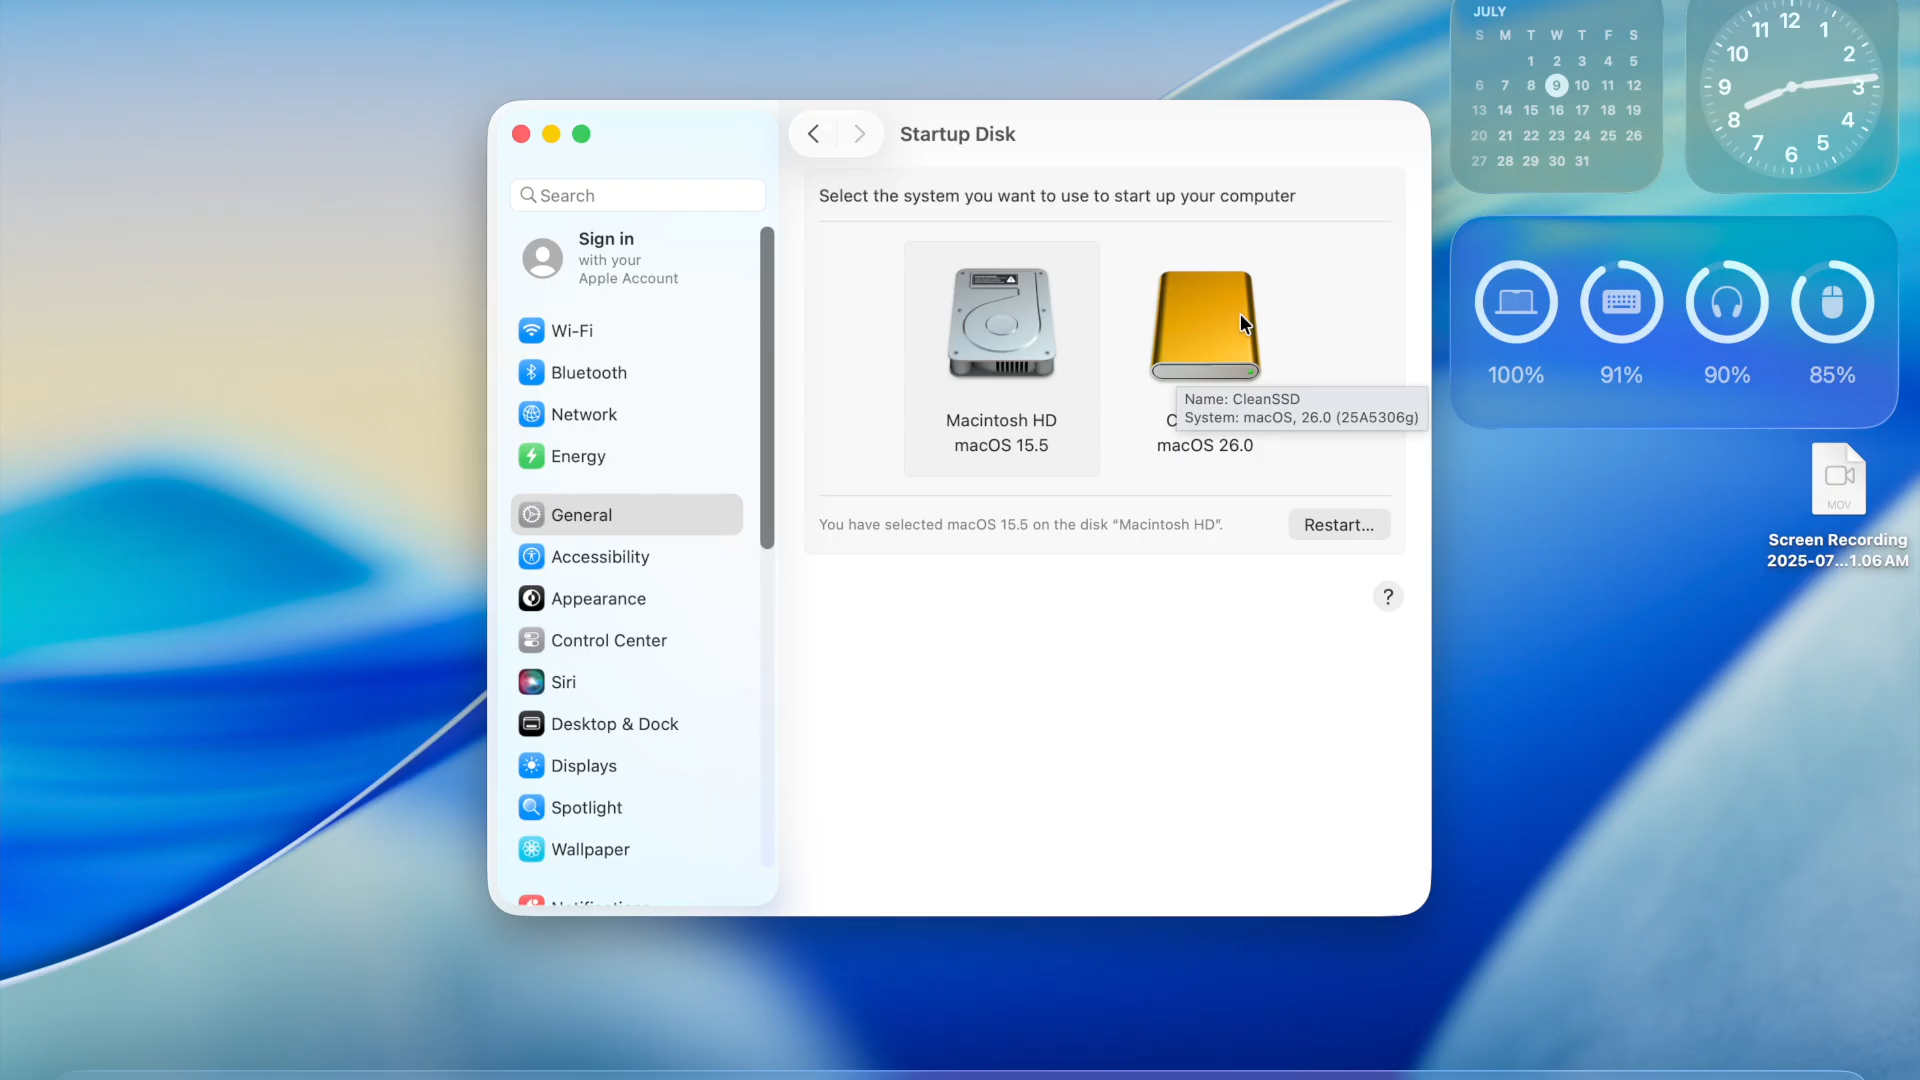 Startup Disk
Search
Sign in
with your
Apple Account
Wi-Fi
Bluetooth
Network
Energy
General
Accessibility
Appearance
Control Center
Siri
Desktop & Dock
Displays
Spotlight
Wallpaper
Select the system you want to use to start up your computer
Macintosh HD
macOS 15.5
Name: CleanSSD
System: macOS, 26.0 (25A5306g)
macOS 26.0
You have selected macOS 15.5 on the disk “Macintosh HD”.
Restart...
?
JULY
S M T W T F S
1 2 3 4 5
6 7 8 9 10 11 12
13 14 15 16 17 18 19
20 21 22 23 24 25 26
27 28 29 30 31
12
1
2
3
4
5
6
7
8
9
10
11
100%
91%
90%
85%
MOV
Screen Recording
2025-07...1.06 AM